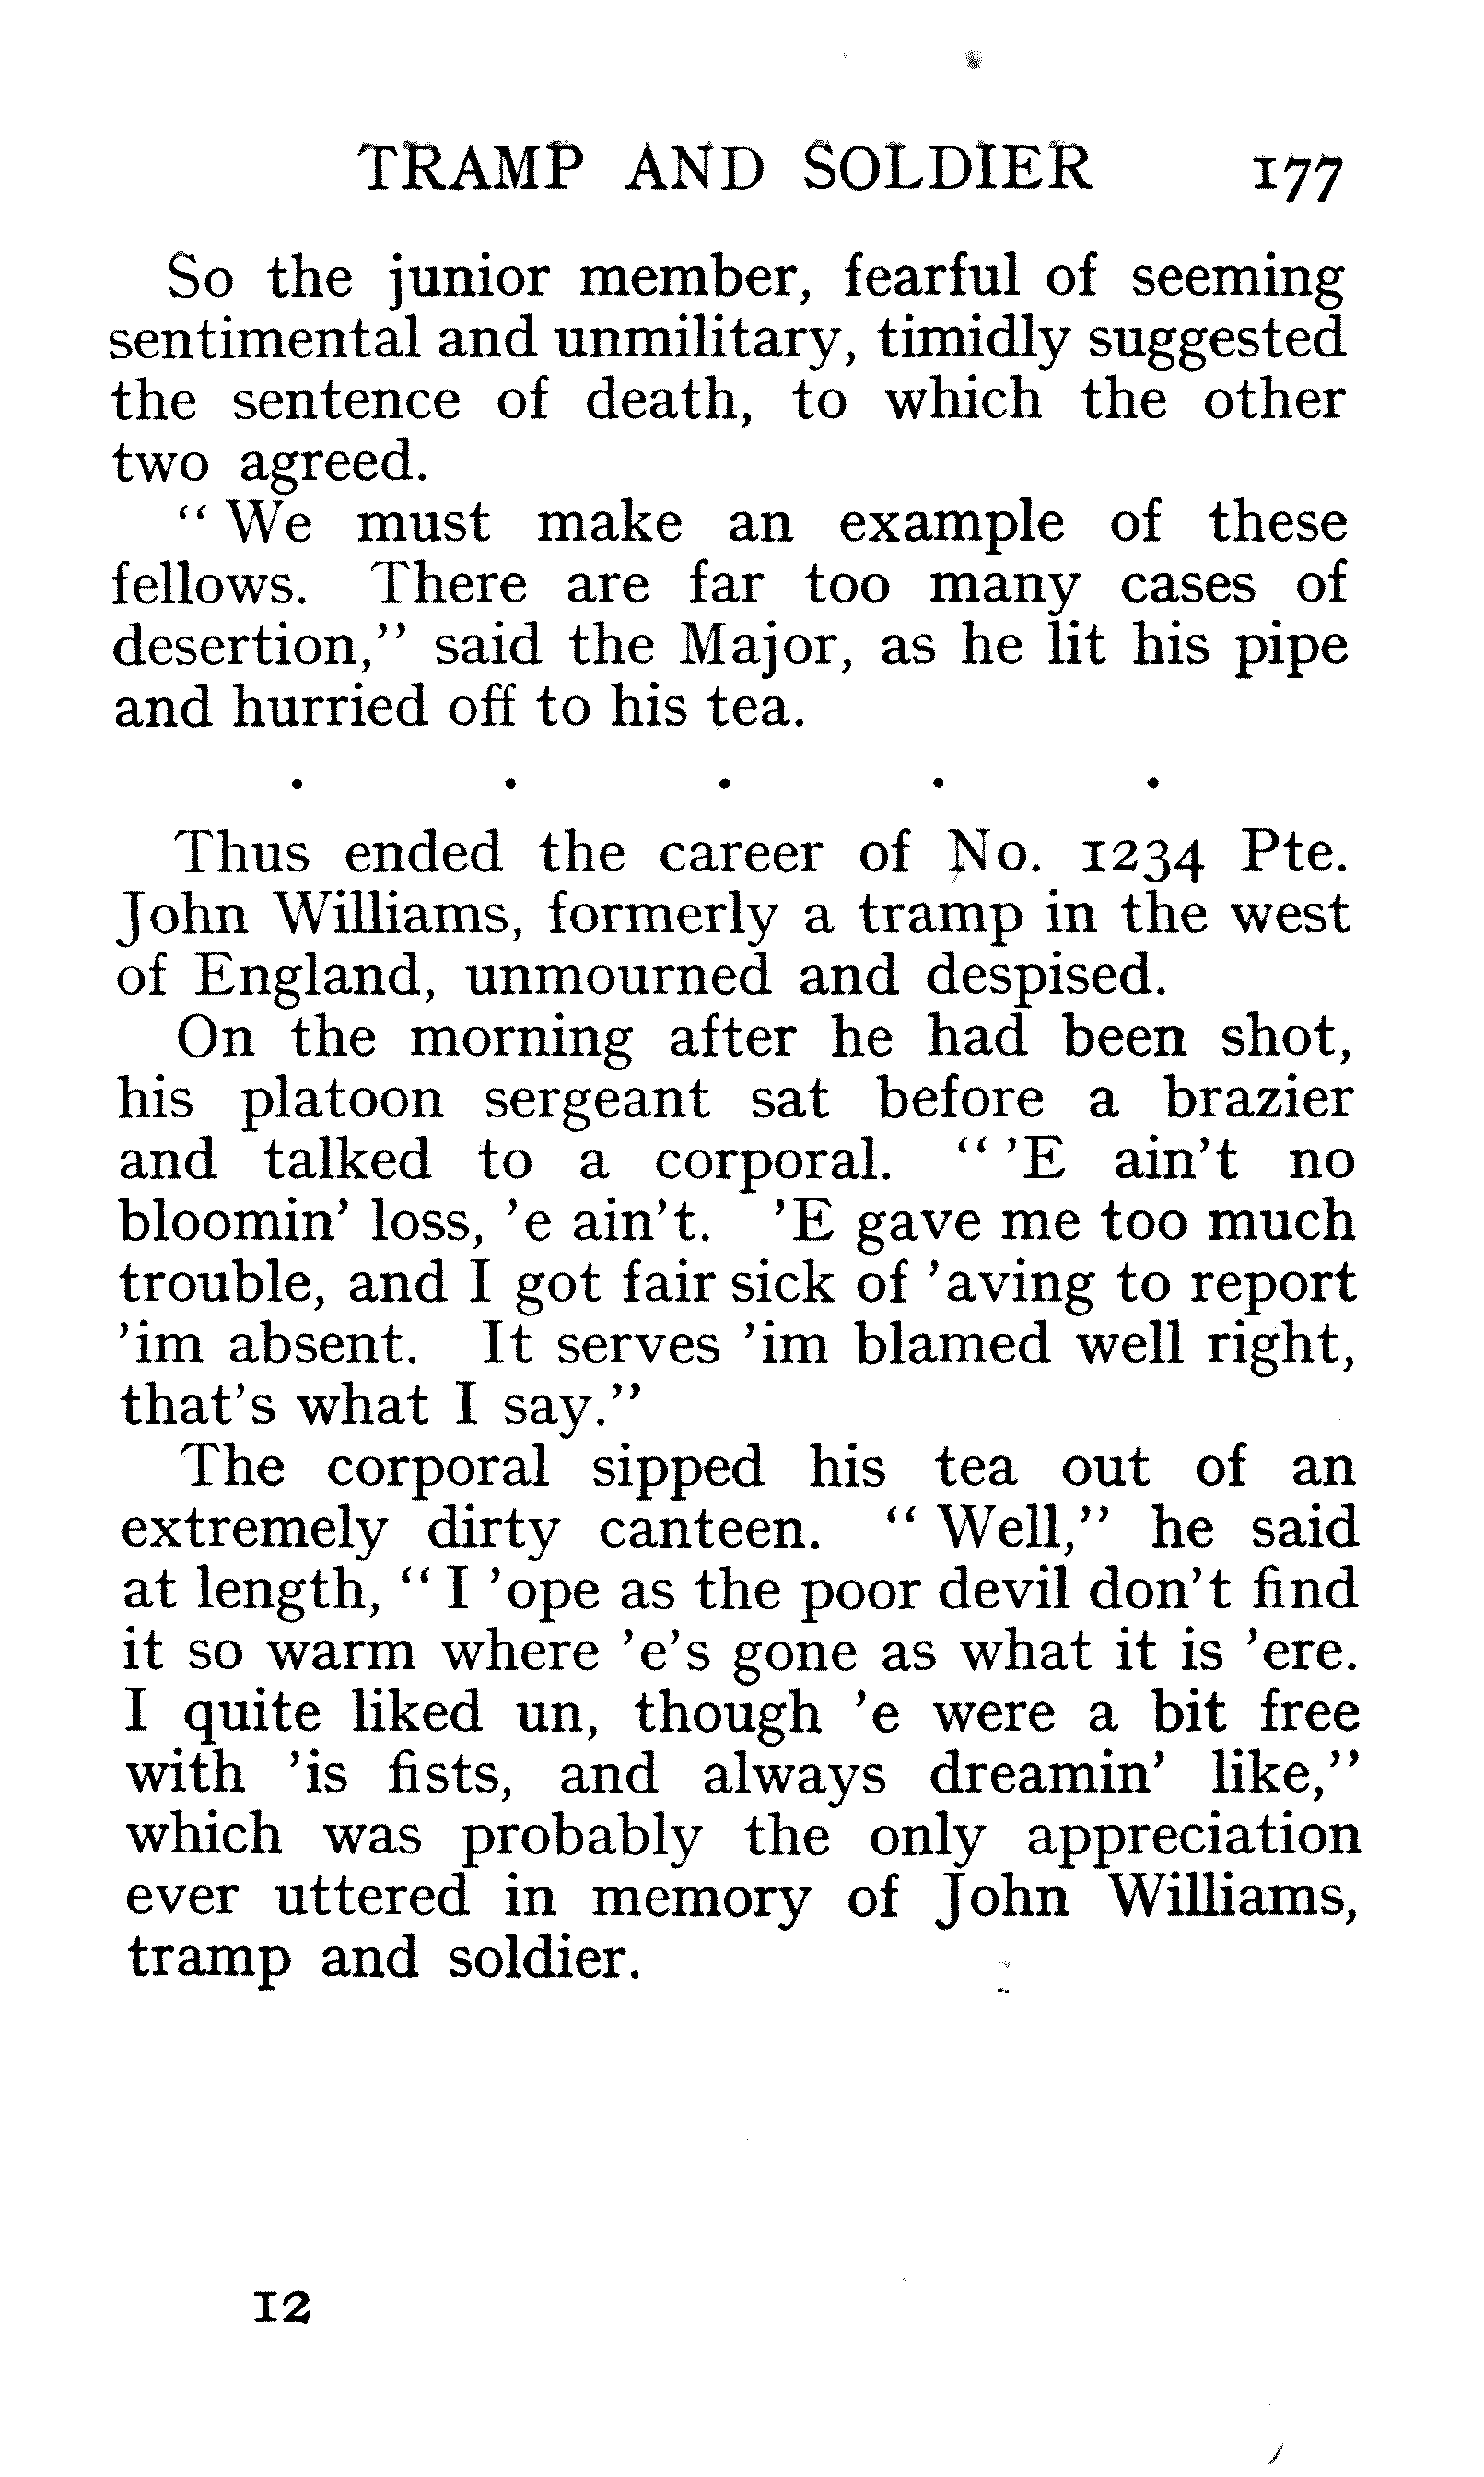 TRAMP AND SOLDIER 177
So the junior member, fearful of seeming
sentimental and unmilitary, timidly suggested
the sentence of death, to which the other
two agreed.
“ We must make an example of these
fellows. There are far too many cases of
desertion,” said the Major, as he lit his pipe
and hurried off to his tea.
. . . . .
Thus ended the career of No. 1234 Pte.
John Williams, formerly a tramp in the west
of England, unmourned and despised.
On the morning after he had been shot,
his platoon sergeant sat before a brazier
and talked to a corporal. “ ’E ain’t no
bloomin’ loss, ’e ain’t. ’E gave me too much
trouble, and I got fair sick of ’aving to report
’im absent. It serves ’im blamed well right,
that’s what I say.”
The corporal sipped his tea out of an
extremely dirty canteen. “ Well,” he said
at length, “ I ’ope as the poor devil don’t find
it so warm where ’e’s gone as what it is ’ere.
I quite liked un, though ’e were a bit free
with ’is fists, and always dreamin’ like,”
which was probably the only appreciation
ever uttered in memory of John Williams,
tramp and soldier.
12